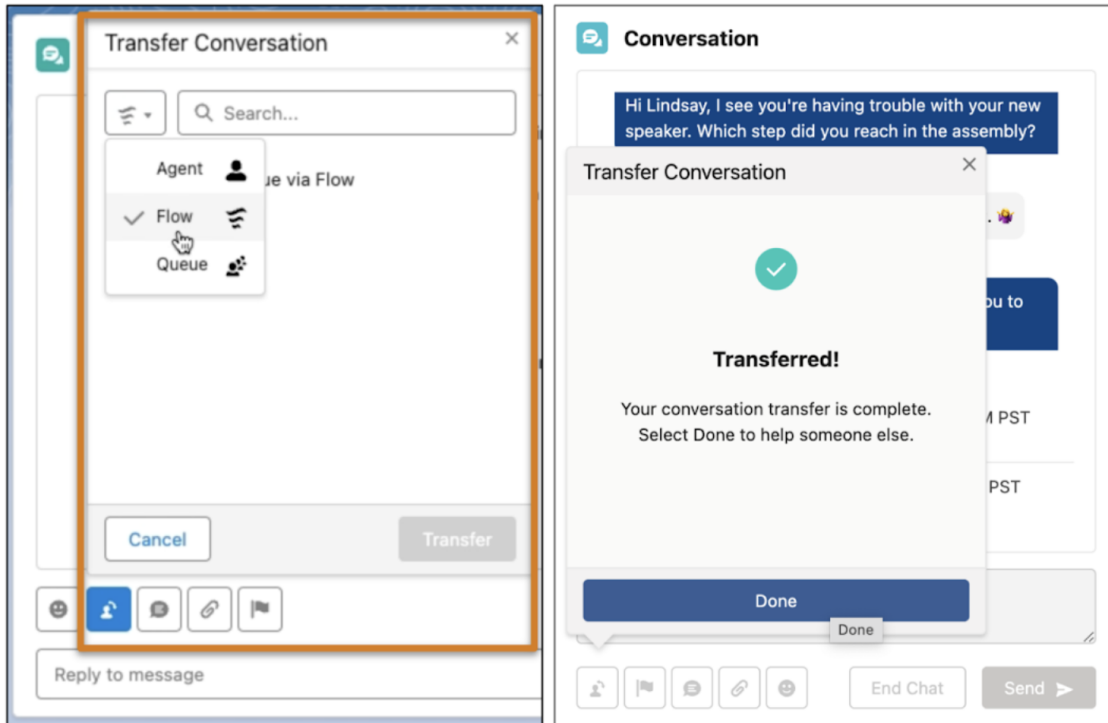 Transfer Conversation
Search...
Agent
ue via Flow
Flow
Queue
Cancel
Transfer
Reply to message
Conversation
Hi Lindsay, I see you're having trouble with your new
speaker. Which step did you reach in the assembly?
Transfer Conversation
.
ou to
Transferred!
Your conversation transfer is complete.
Select Done to help someone else.
M PST
PST
Done
Done
End Chat
Send